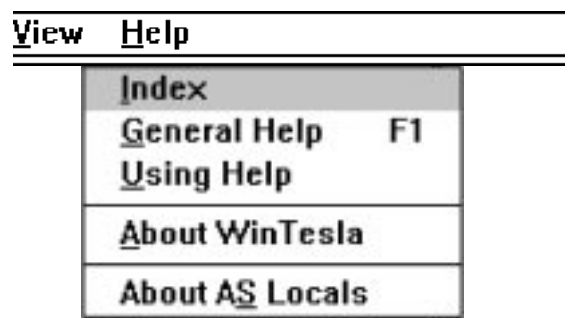 View Help
Index
General Help F1
Using Help
About WinTesla
About AS Locals